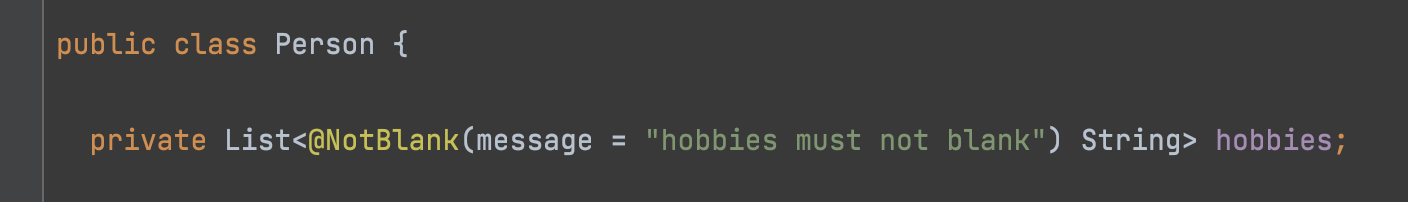 public class Person {
private List<@NotBlank(message = "hobbies must not blank") String> hobbies;